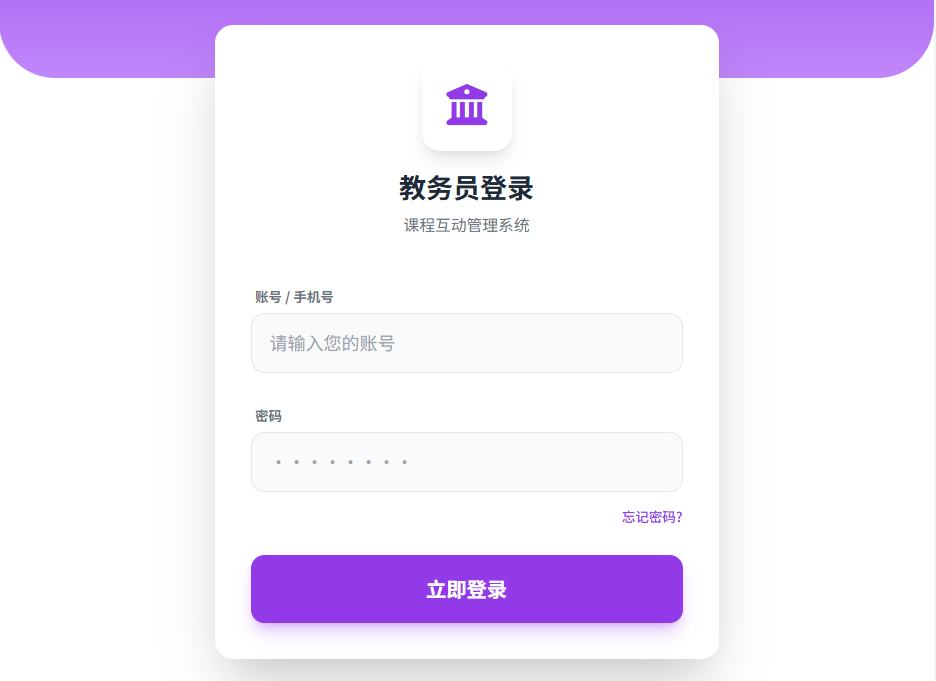 教务员登录
课程互动管理系统
账号 / 手机号
请输入您的账号
密码
• • • • • • • •
忘记密码?
立即登录